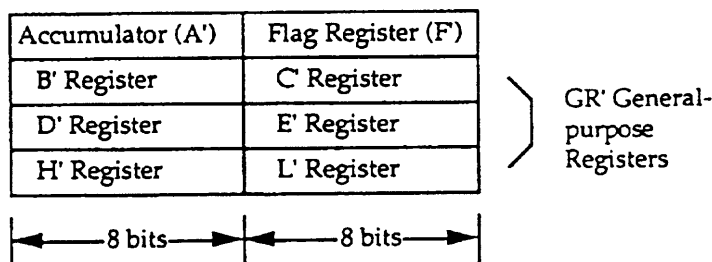 Accumulator (A') Flag Register (F')
B' Register C' Register
D' Register E' Register
H' Register L' Register
GR' General-
purpose
Registers
8 bits 8 bits